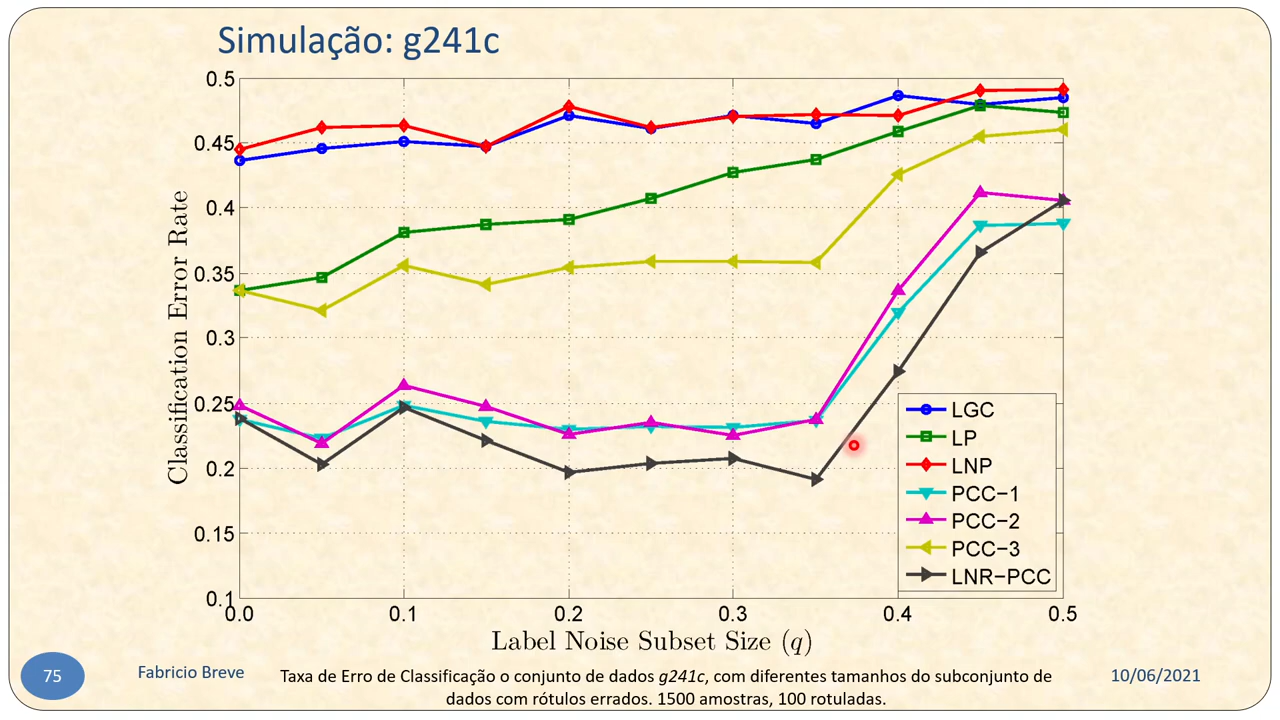 Simulação: g241c
0.5
0.45
0.4
0.35
0.3
0.25
0.2
0.15
0.1
Classification Error Rate
0.0
0.1
0.2
0.3
0.4
0.5
Label Noise Subset Size (q)
LGC
LP
LNP
PCC−1
PCC−2
PCC−3
LNR−PCC
75
Fabricio Breve
Taxa de Erro de Classificação o conjunto de dados g241c, com diferentes tamanhos do subconjunto de
dados com rótulos errados. 1500 amostras, 100 rotuladas.
10/06/2021